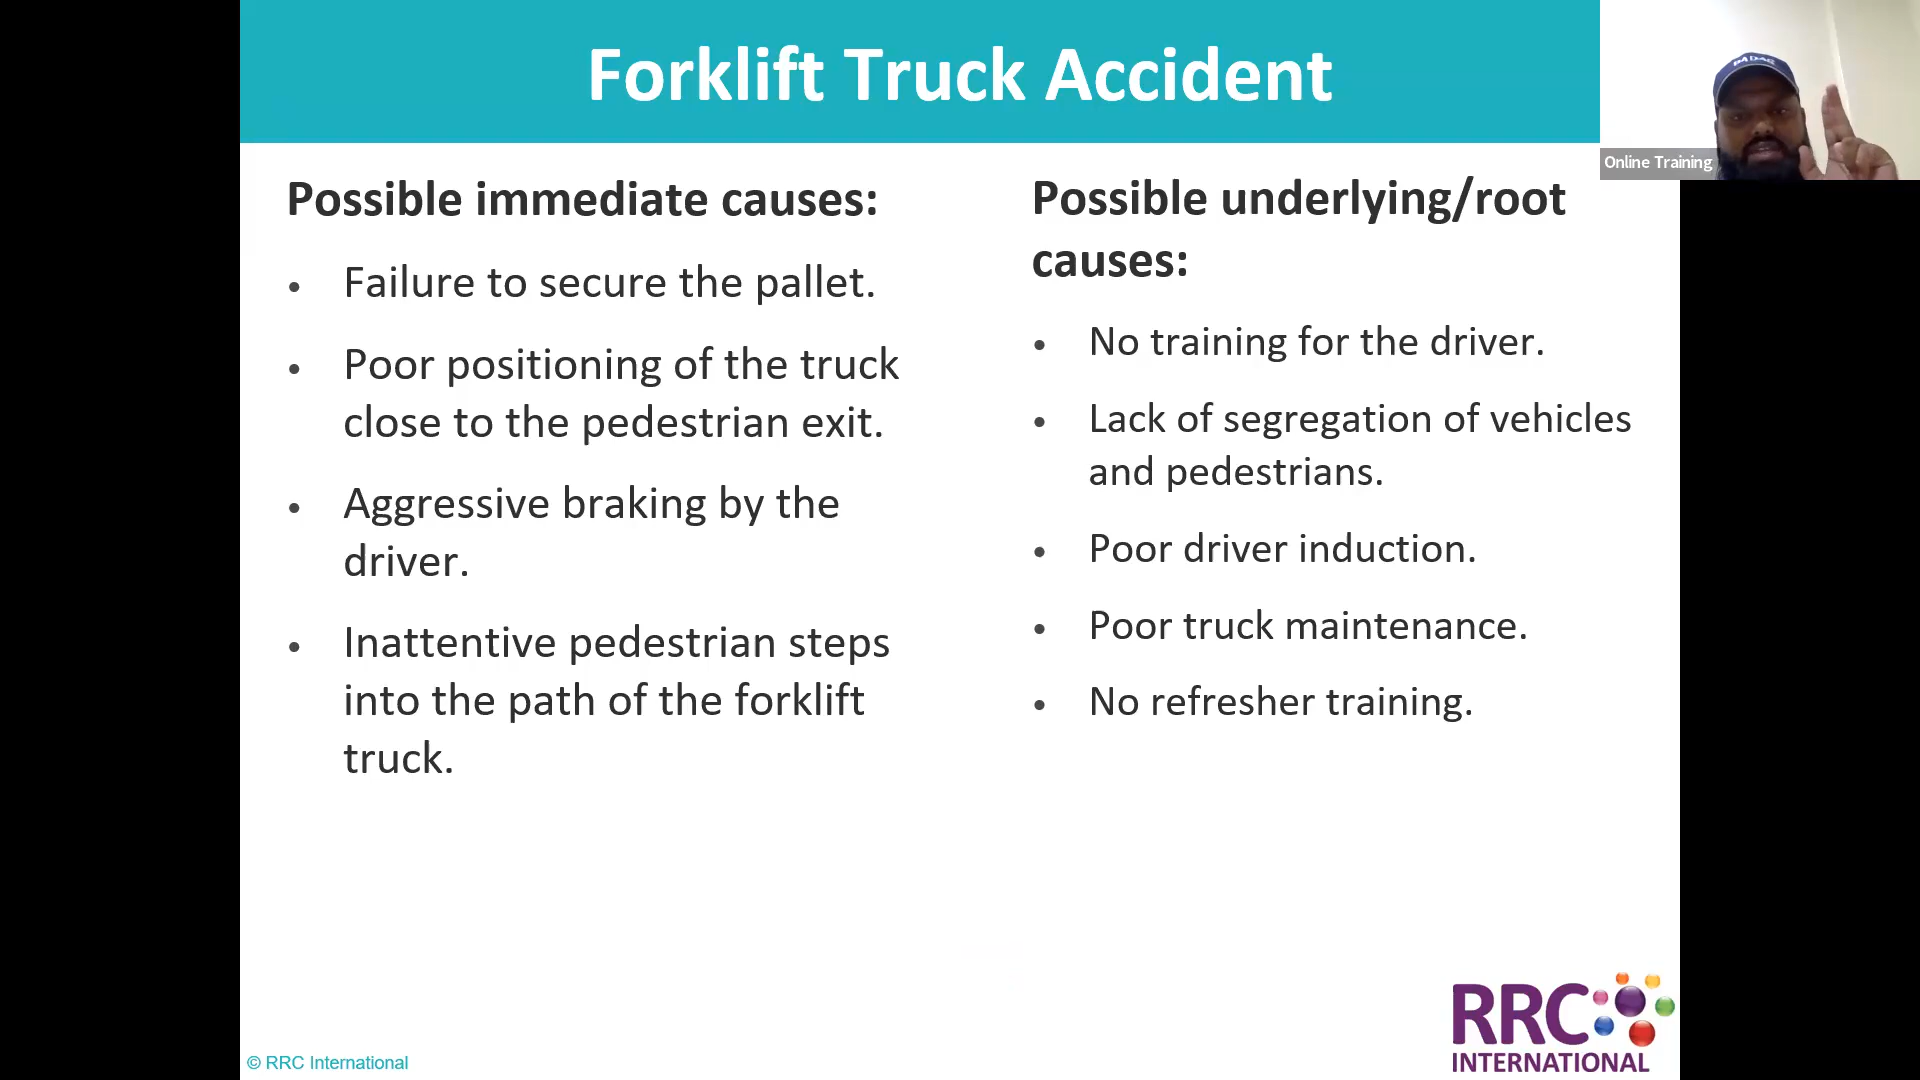 Forklift Truck Accident
Online Training
Possible immediate causes:
• Failure to secure the pallet.
• Poor positioning of the truck
close to the pedestrian exit.
• Aggressive braking by the
driver.
• Inattentive pedestrian steps
into the path of the forklift
truck.
Possible underlying/root
causes:
• No training for the driver.
• Lack of segregation of vehicles
and pedestrians.
• Poor driver induction.
• Poor truck maintenance.
• No refresher training.
© RRC International
RRC
INTERNATIONAL